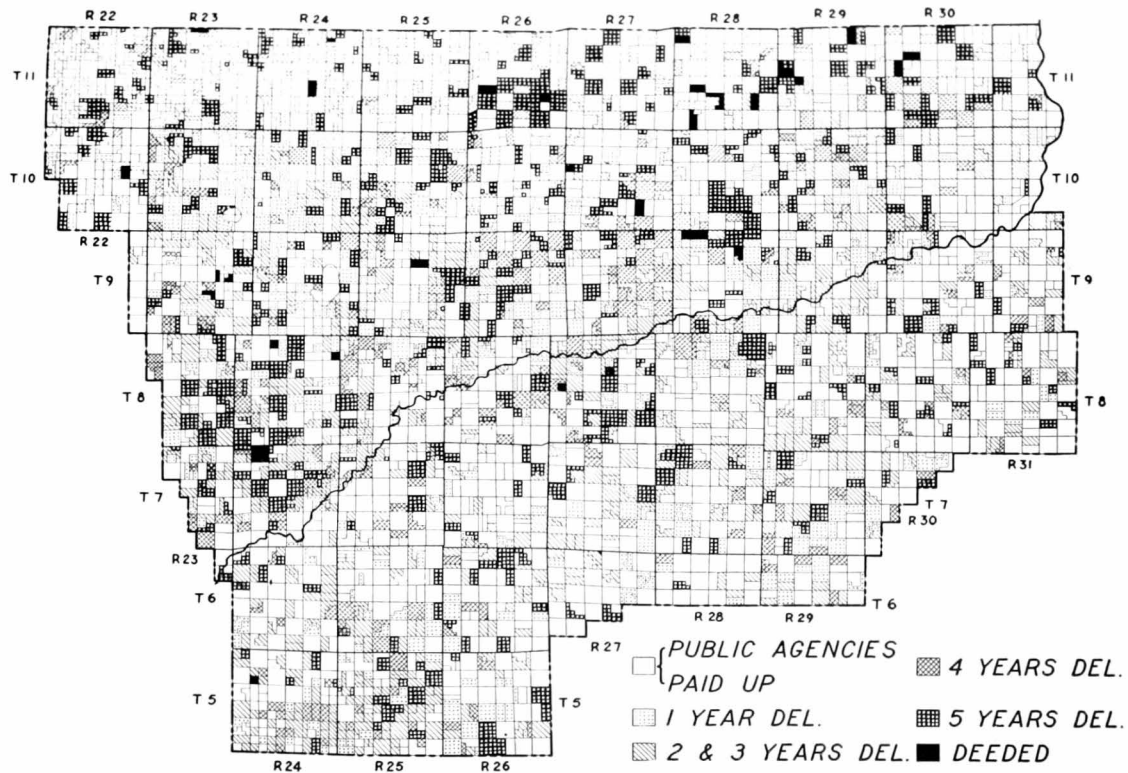 R 22 R 23 R 24 R 25 R 26 R 27 R 28 R 29 R 30
T 11 T 11
T 10 T 10
R 22
T 9 T 9
T 8 T 8
R 31
T 7 T 7
R 30
R 23
T 6 T 6
R 28 R 29
R 27
T 5 T 5
R 24 R 25 R 26
PUBLIC AGENCIES
PAID UP
1 YEAR DEL.
2 & 3 YEARS DEL.
4 YEARS DEL.
5 YEARS DEL.
DEEDED